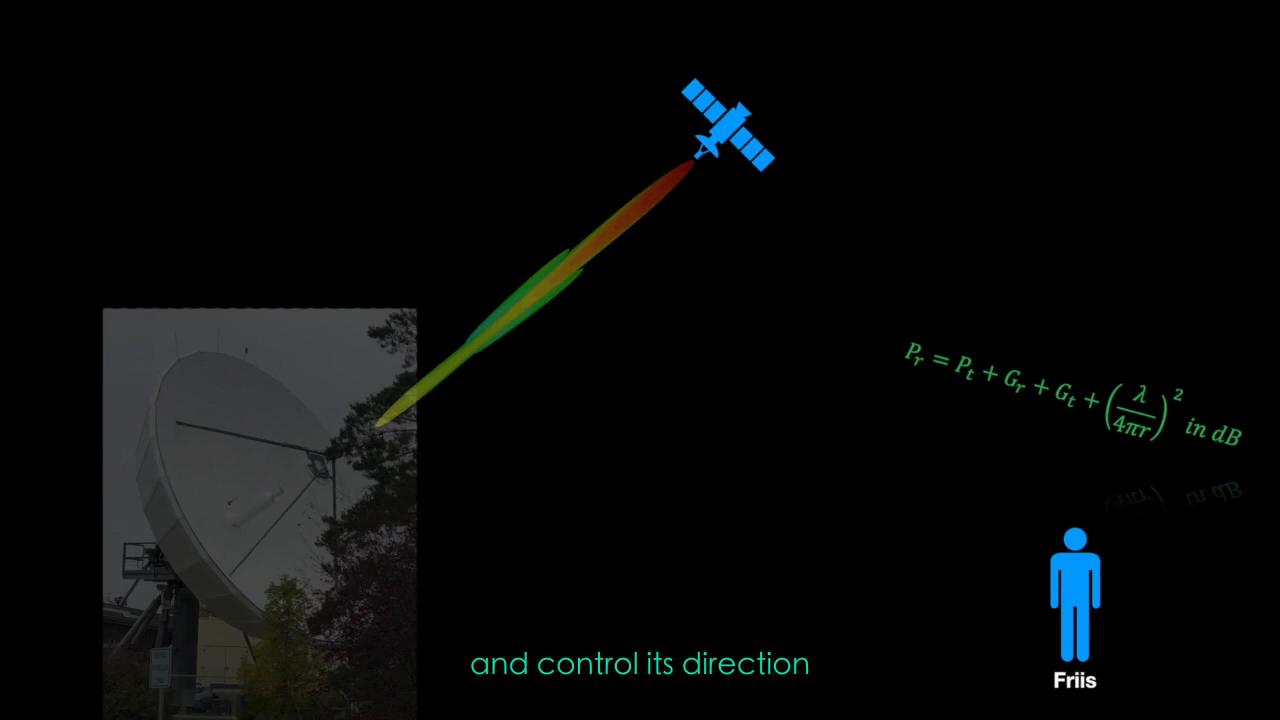 P_r = P_t + G_r + G_t + (λ/4πr)² in dB
and control its direction
Friis